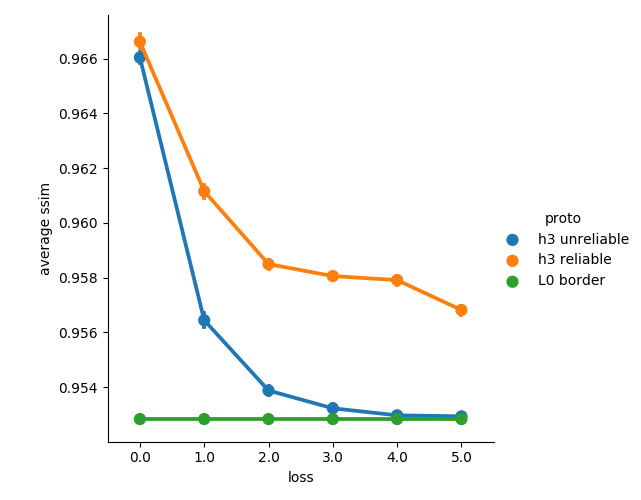 0.966
0.964
0.962
0.960
0.958
0.956
0.954
average ssim
0.0 1.0 2.0 3.0 4.0 5.0
loss
proto
h3 unreliable
h3 reliable
L0 border